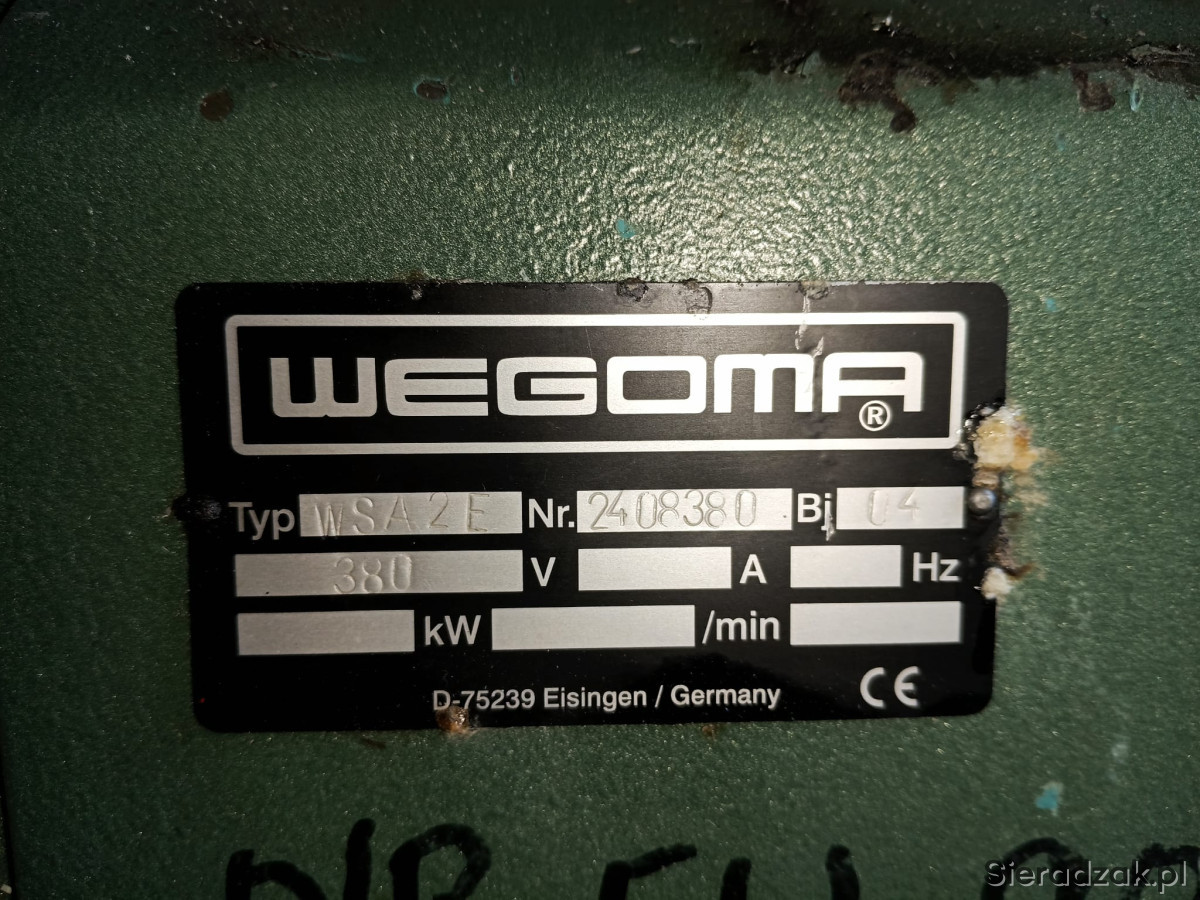 WEGOMA ®
Typ WSA2E Nr. 2408380 Bj 04
380 V A Hz
kW /min
D-75239 Eisingen / Germany CE
Sieradzak.pl